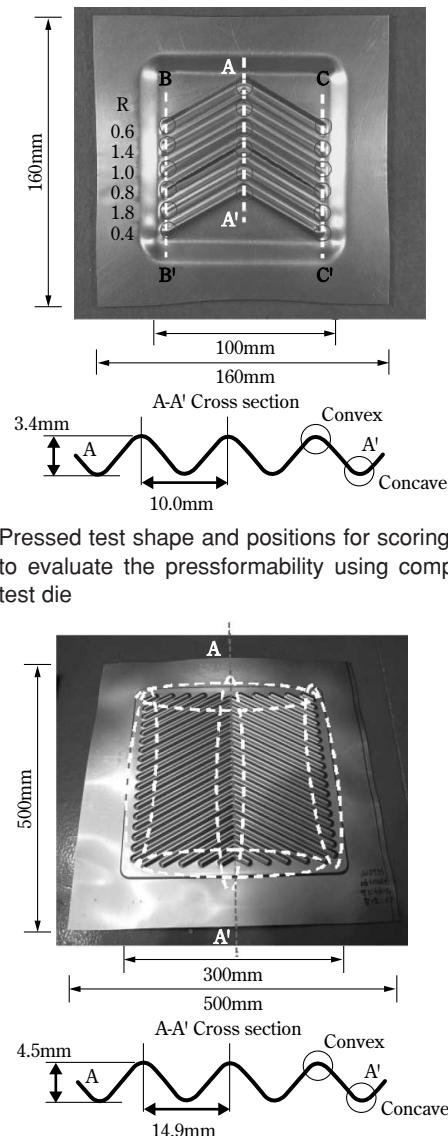 A
B
C
R
0.6
1.4
1.0
0.8
1.8
0.4
A'
B'
C'
160mm
100mm
160mm
A-A' Cross section
3.4mm
A
Convex
A'
Concave
10.0mm
Pressed test shape and positions for scoring
to evaluate the pressformability using comp
test die
A
500mm
A'
300mm
500mm
A-A' Cross section
4.5mm
A
Convex
A'
Concave
14.9mm